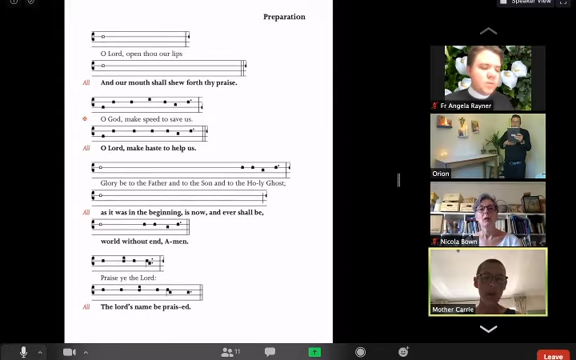 Speaker View
Preparation
O Lord, open thou our lips
All And our mouth shall shew forth thy praise.
O God, make speed to save us.
All O Lord, make haste to help us.
Glory be to the Father and to the Son and to the Ho-ly Ghost,
All as it was in the beginning, is now, and ever shall be,
world without end, A-men.
Praise ye the Lord:
All The lord's name be prais-ed.
Fr Angela Rayner
Orion
Nicola Bown
Mother Carrie
11
Leave